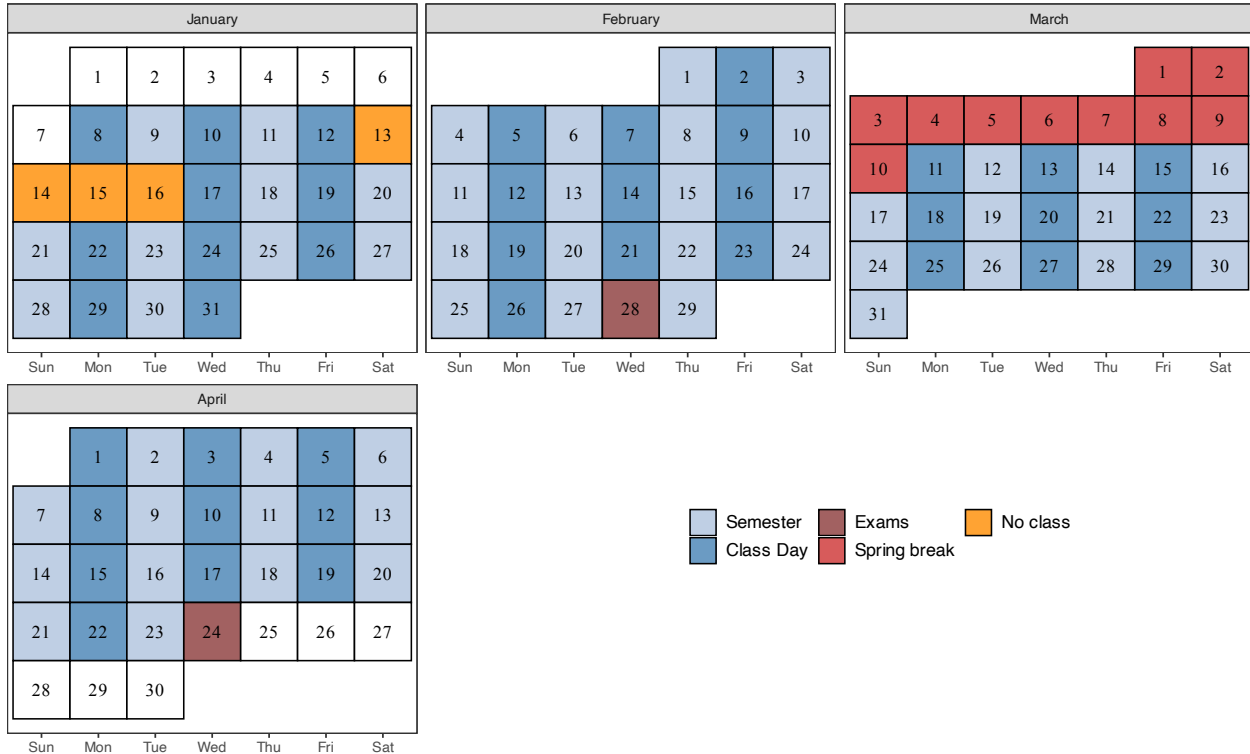 January February March
1 2 3 4 5 6 1 2 3 1 2
7 8 9 10 11 12 13 4 5 6 7 8 9 10 3 4 5 6 7 8 9
14 15 16 17 18 19 20 11 12 13 14 15 16 17 10 11 12 13 14 15 16
21 22 23 24 25 26 27 18 19 20 21 22 23 24 17 18 19 20 21 22 23
28 29 30 31 25 26 27 28 29 24 25 26 27 28 29 30
31
Sun Mon Tue Wed Thu Fri Sat Sun Mon Tue Wed Thu Fri Sat Sun Mon Tue Wed Thu Fri Sat
April
1 2 3 4 5 6
7 8 9 10 11 12 13
14 15 16 17 18 19 20
21 22 23 24 25 26 27
28 29 30
Sun Mon Tue Wed Thu Fri Sat
Semester Exams No class
Class Day Spring break